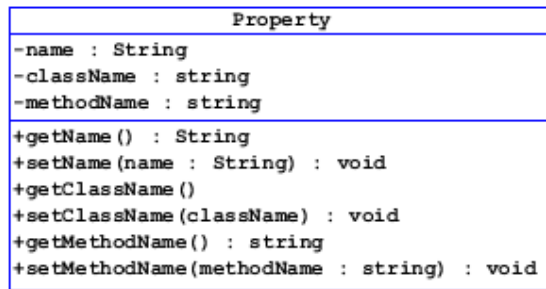 Property
-name : String
-className : string
-methodName : string
+getName() : String
+setName(name : String) : void
+getClassName()
+setClassName(className) : void
+getMethodName() : string
+setMethodName(methodName : string) : void